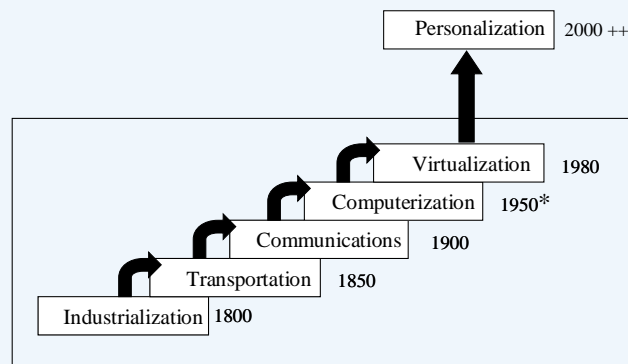 Personalization 2000 ++
Virtualization 1980
Computerization 1950*
Communications 1900
Transportation 1850
Industrialization 1800